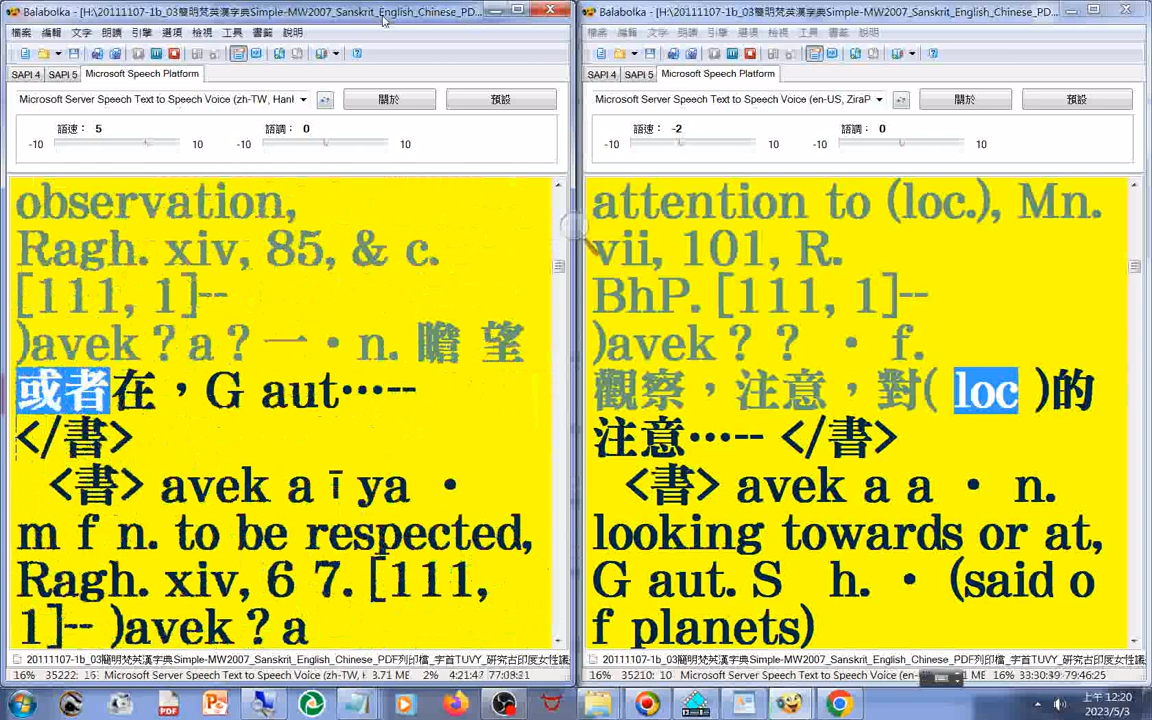 Balabolka - [H:\20111107-1b_03簡明梵英漢字典Simple-MW2007_Sanskrit_English_Chinese_PD...
檔案 編輯 文字 朗讀 引擎 選項 檢視 工具 書籤 說明
SAPI 4 SAPI 5 Microsoft Speech Platform
Microsoft Server Speech Text to Speech Voice (zh-TW, Hanl 關於 預設
語速： 5 語調： 0
-10 10 -10 10
observation,
Ragh. xiv, 85, & c.
[111, 1]--
)avek ? a ? 一 • n. 瞻 望
或者在，G aut…--
</書>
<書> avek a ī ya •
m f n. to be respected,
Ragh. xiv, 6 7. [111,
1]-- )avek ? a
20111107-1b_03簡明梵英漢字典Simple-MW2007_Sanskrit_English_Chinese_PDF列印檔_字首TUVY_研究古印度女性議
16% 35222: 15 Microsoft Server Speech Text to Speech Voice (zh-TW, 3.71 ME 2% 4:21:47
Balabolka - [H:\20111107-1b_03簡明梵英漢字典Simple-MW2007_Sanskrit_English_Chinese_PD...
檔案 編輯 文字 朗讀 引擎 選項 檢視 工具 書籤 說明
SAPI 4 SAPI 5 Microsoft Speech Platform
Microsoft Server Speech Text to Speech Voice (en-US, ZiraP 關於 預設
語速： -2 語調： 0
-10 10 -10 10
attention to (loc.), Mn.
vii, 101, R.
BhP. [111, 1]--
)avek ? ? • f.
觀察，注意，對( loc )的
注意…-- </書>
<書> avek a a • n.
looking towards or at,
G aut. S h. • (said o
f planets)
20111107-1b_03簡明梵英漢字典Simple-MW2007_Sanskrit_English_Chinese_PDF列印檔_字首TUVY_研究古印度女性議
16% 35210: 10 Microsoft Server Speech Text to Speech Voice 16% 33:30:39
上午 12:20
2023/5/3